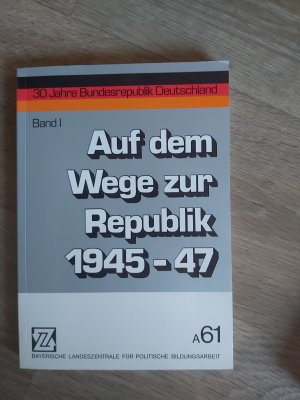 30 Jahre Bundesrepublik Deutschland
Band I
Auf dem
Wege zur
Republik
1945-47
A61
BAYERISCHE LANDESZENTRALE FÜR POLITISCHE BILDUNGSARBEIT